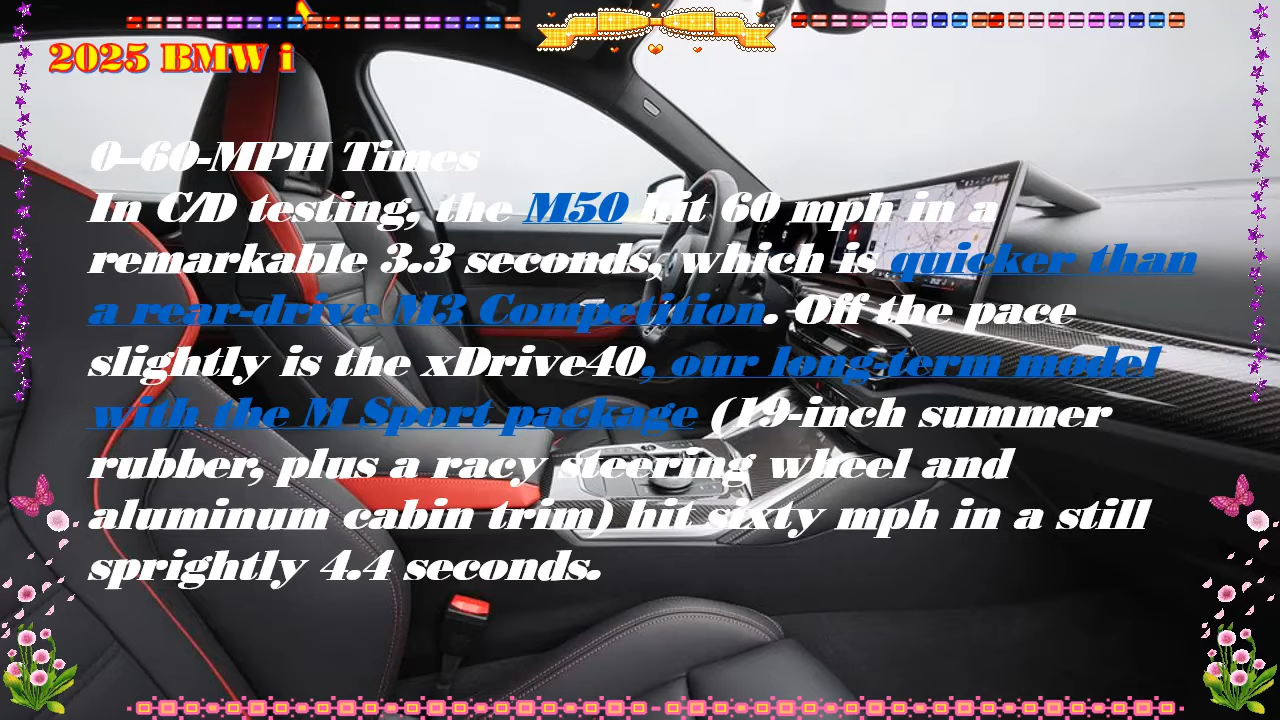 2025 BMW i
0–60-MPH Times
In C/D testing, the M50 hit 60 mph in a
remarkable 3.3 seconds, which is quicker than
a rear-drive M3 Competition. Off the pace
slightly is the xDrive40, our long-term model
with the M Sport package (19-inch summer
rubber, plus a racy steering wheel and
aluminum cabin trim) hit sixty mph in a still
sprightly 4.4 seconds.